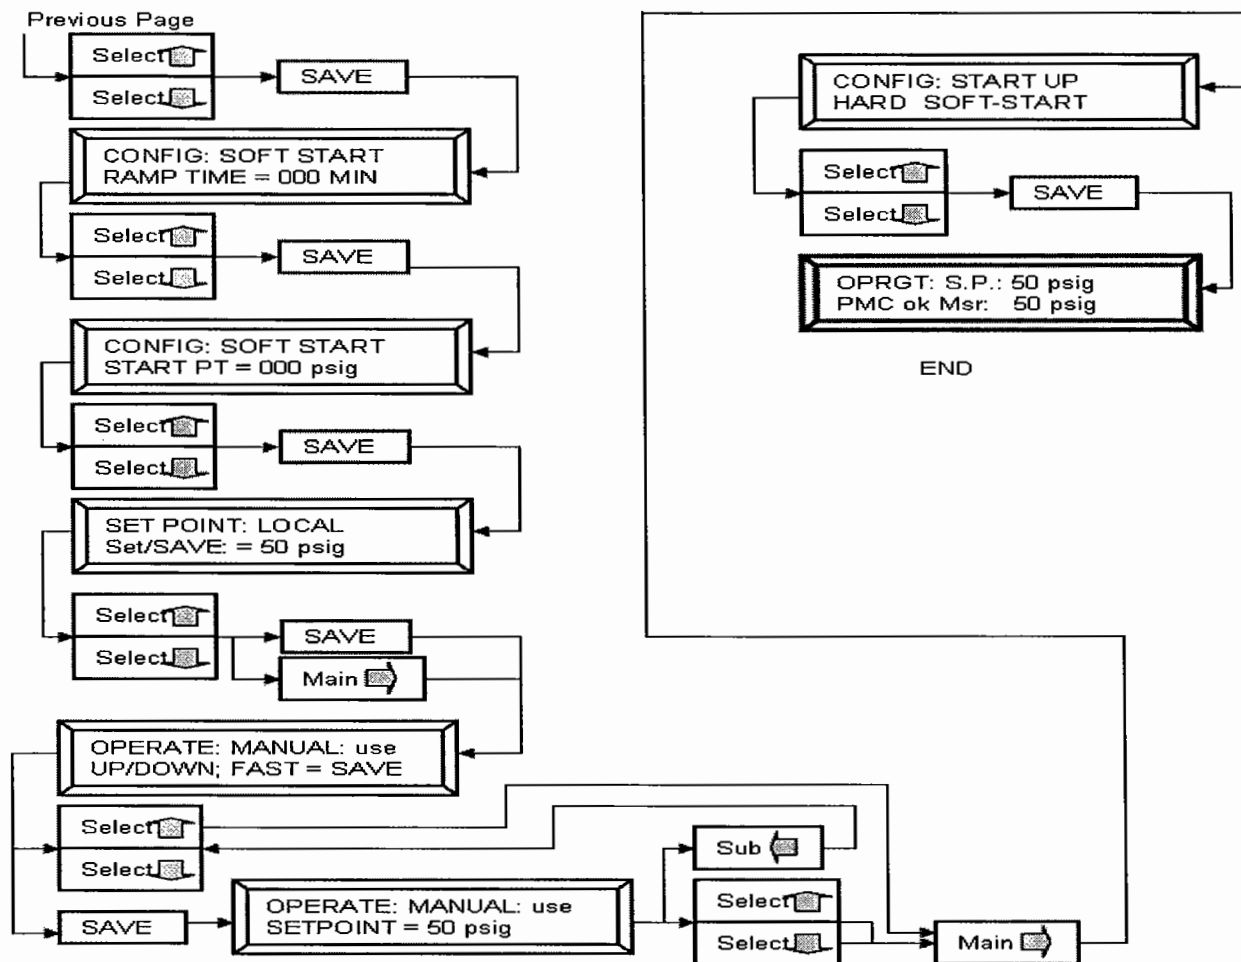 Previous Page
Select
Select
SAVE
CONFIG: SOFT START
RAMP TIME = 000 MIN
Select
Select
SAVE
CONFIG: SOFT START
START PT = 000 psig
Select
Select
SAVE
SET POINT: LOCAL
Set/SAVE: = 50 psig
Select
Select
SAVE
Main
OPERATE: MANUAL: use
UP/DOWN; FAST = SAVE
Select
Select
SAVE
OPERATE: MANUAL: use
SETPOINT = 50 psig
Sub
Select
Select
Main
CONFIG: START UP
HARD SOFT-START
Select
Select
SAVE
OPRGT: S.P.: 50 psig
PMC ok Msr: 50 psig
END